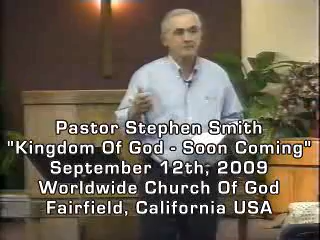 Pastor Stephen Smith
"Kingdom Of God - Soon Coming"
September 12th, 2009
Worldwide Church Of God
Fairfield, California USA